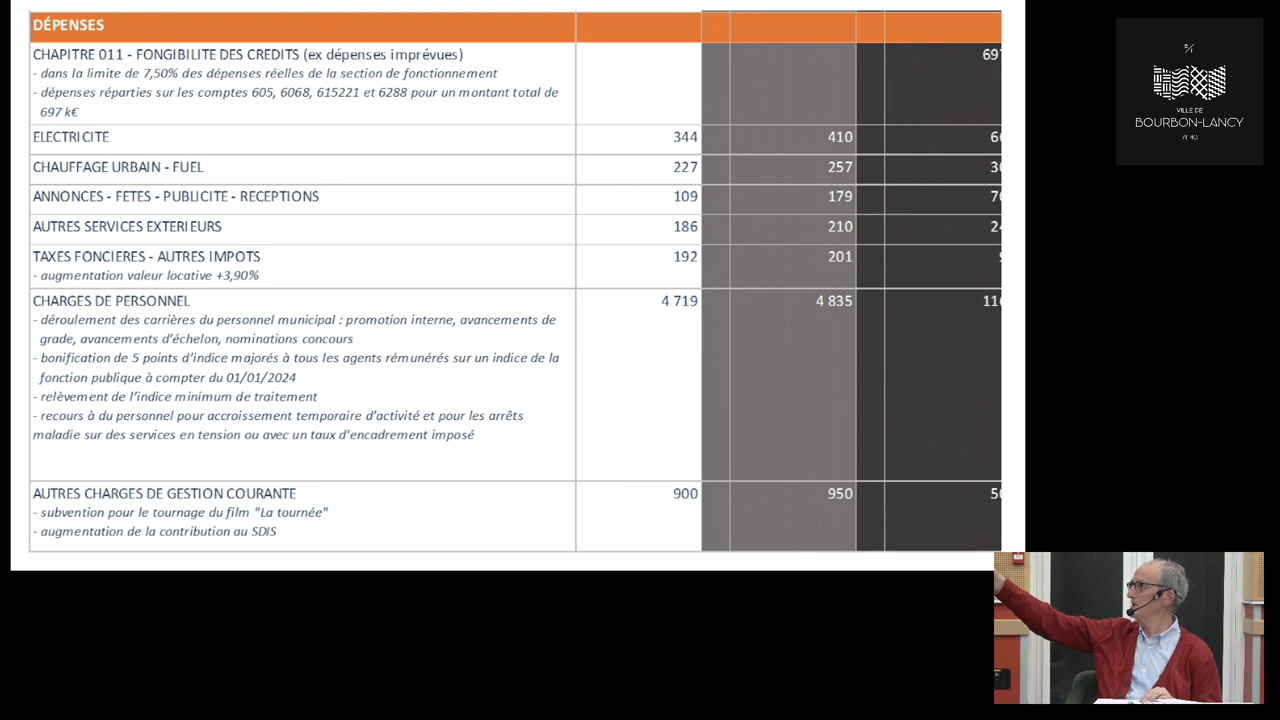 DÉPENSES
CHAPITRE 011 - FONGIBILITE DES CREDITS (ex dépenses imprévues) 697
- dans la limite de 7,50% des dépenses réelles de la section de fonctionnement
- dépenses réparties sur les comptes 605, 6068, 615221 et 6288 pour un montant total de
697 k€
ELECTRICITE 344 410
CHAUFFAGE URBAIN - FUEL 227 257
ANNONCES - FETES - PUBLICITE - RECEPTIONS 109 179
AUTRES SERVICES EXTERIEURS 186 210
TAXES FONCIERES - AUTRES IMPOTS 192 201
- augmentation valeur locative +3,90%
CHARGES DE PERSONNEL 4 719 4 835
- déroulement des carrières du personnel municipal : promotion interne, avancements de
grade, avancements d'échelon, nominations concours
- bonification de 5 points d'indice majorés à tous les agents rémunérés sur un indice de la
fonction publique à compter du 01/01/2024
- relèvement de l'indice minimum de traitement
- recours à du personnel pour accroissement temporaire d'activité et pour les arrêts
maladie sur des services en tension ou avec un taux d'encadrement imposé
AUTRES CHARGES DE GESTION COURANTE 900 950
- subvention pour le tournage du film "La tournée"
- augmentation de la contribution au SDIS
VILLE DE
BOURBON-LANCY